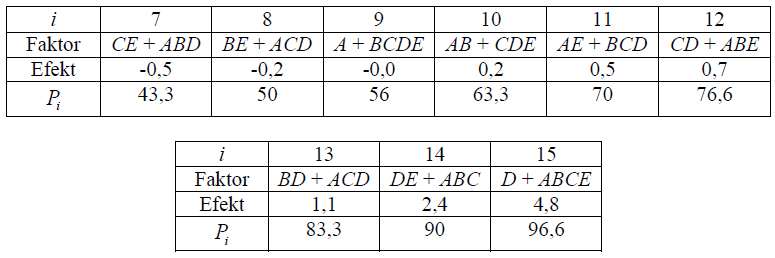 i 7 8 9 10 11 12
Faktor CE + ABD BE + ACD A + BCDE AB + CDE AE + BCD CD + ABE
Efekt -0,5 -0,2 -0,0 0,2 0,5 0,7
P_i 43,3 50 56 63,3 70 76,6
i 13 14 15
Faktor BD + ACD DE + ABC D + ABCE
Efekt 1,1 2,4 4,8
P_i 83,3 90 96,6